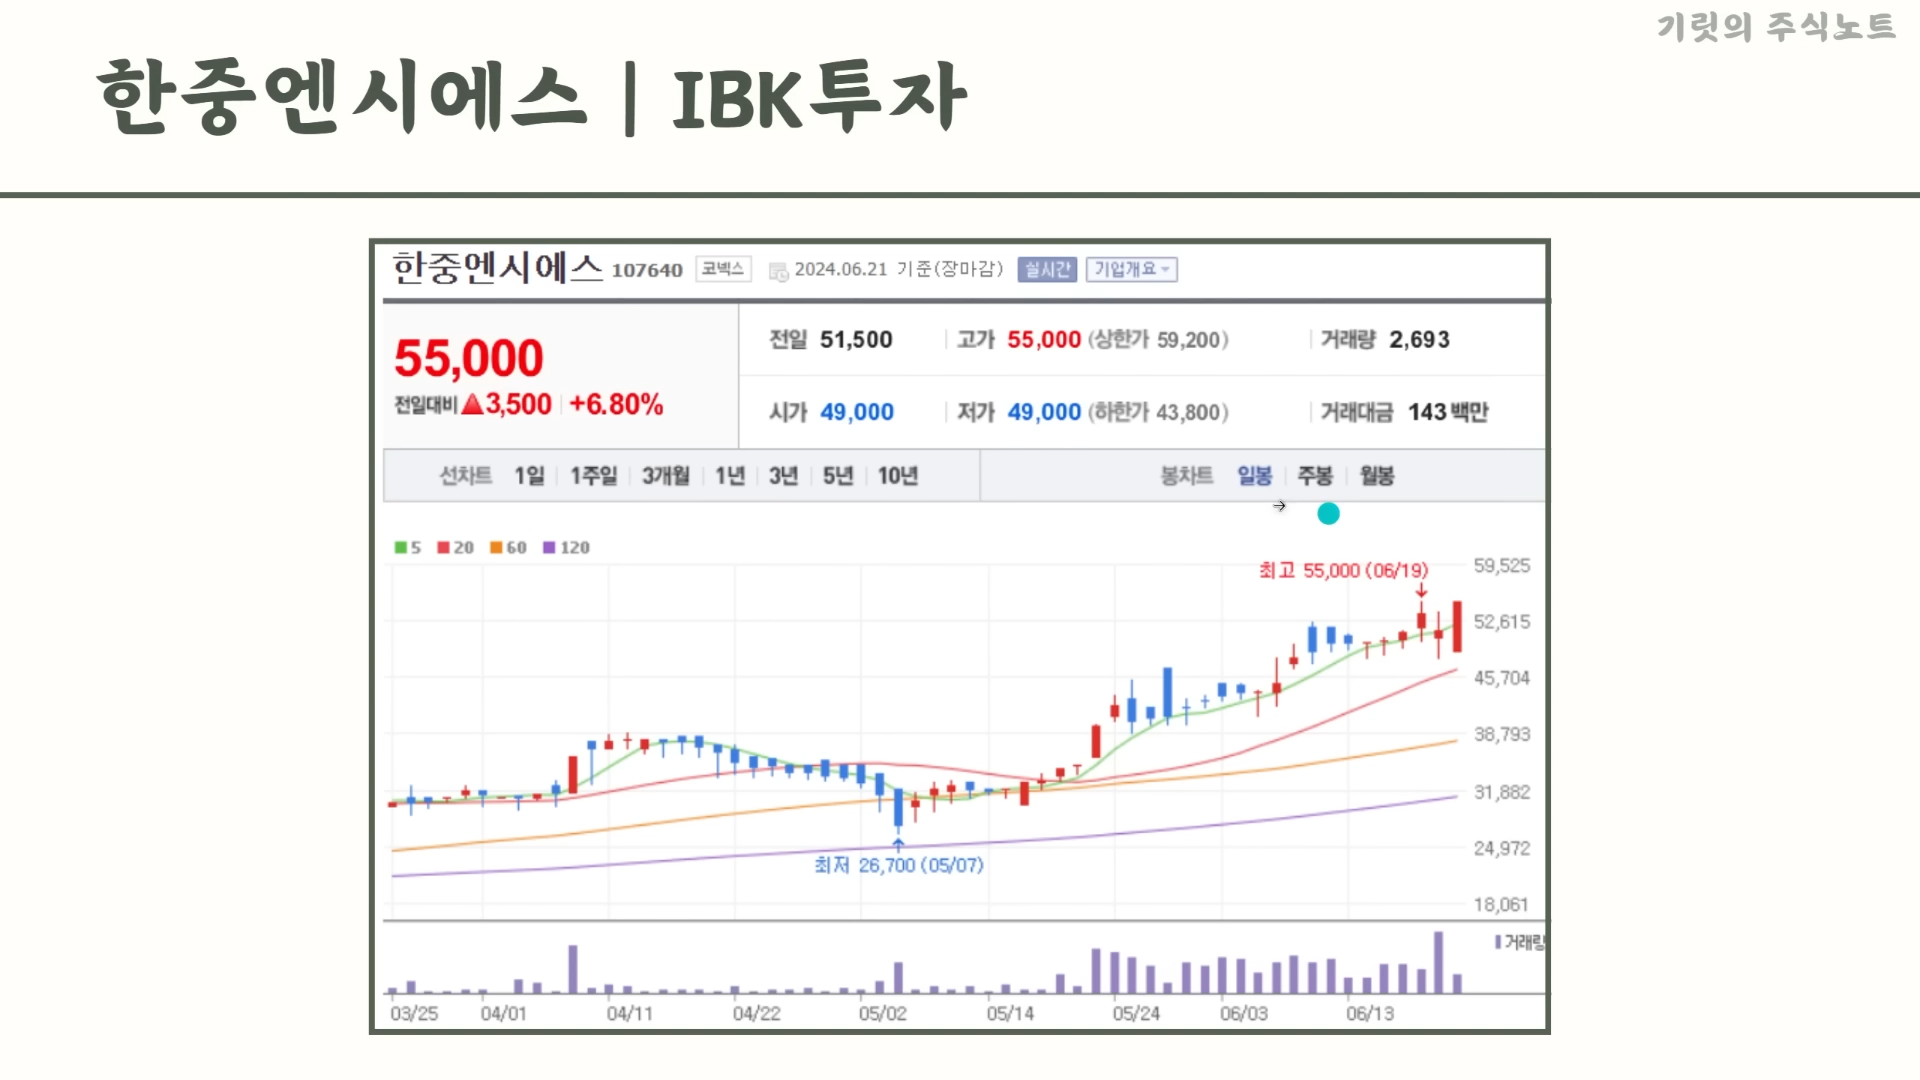 기릿의 주식노트
한중엔시에스 | IBK투자
한중엔시에스 107640 코넥스 2024.06.21 기준(장마감) 실시간 기업개요
55,000
전일대비 ▲3,500 +6.80%
전일 51,500 고가 55,000 (상한가 59,200) 거래량 2,693
시가 49,000 저가 49,000 (하한가 43,800) 거래대금 143 백만
선차트 1일 1주일 3개월 1년 3년 5년 10년 봉차트 일봉 주봉 월봉
5 20 60 120
최고 55,000 (06/19)
59,525
52,615
45,704
38,793
31,882
24,972
18,061
최저 26,700 (05/07)
거래량
03/25 04/01 04/11 04/22 05/02 05/14 05/24 06/03 06/13